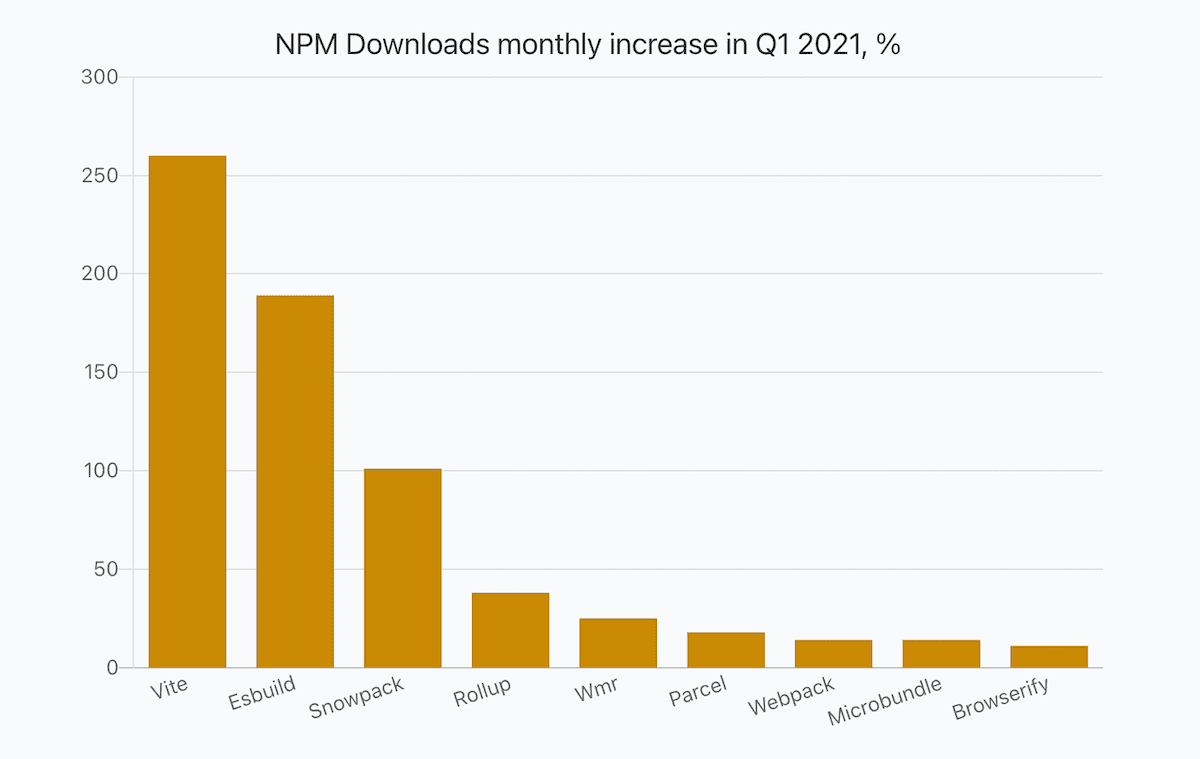 NPM Downloads monthly increase in Q1 2021, %
300
250
200
150
100
50
0
Vite
Esbuild
Snowpack
Rollup
Wmr
Parcel
Webpack
Microbundle
Browserify